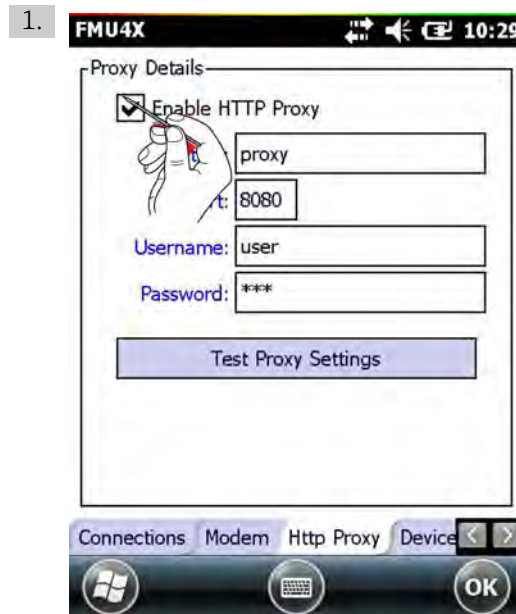 1.
FMU4X 10:29
Proxy Details
Enable HTTP Proxy
proxy
t: 8080
Username: user
Password: ***
Test Proxy Settings
Connections Modem Http Proxy Device
OK